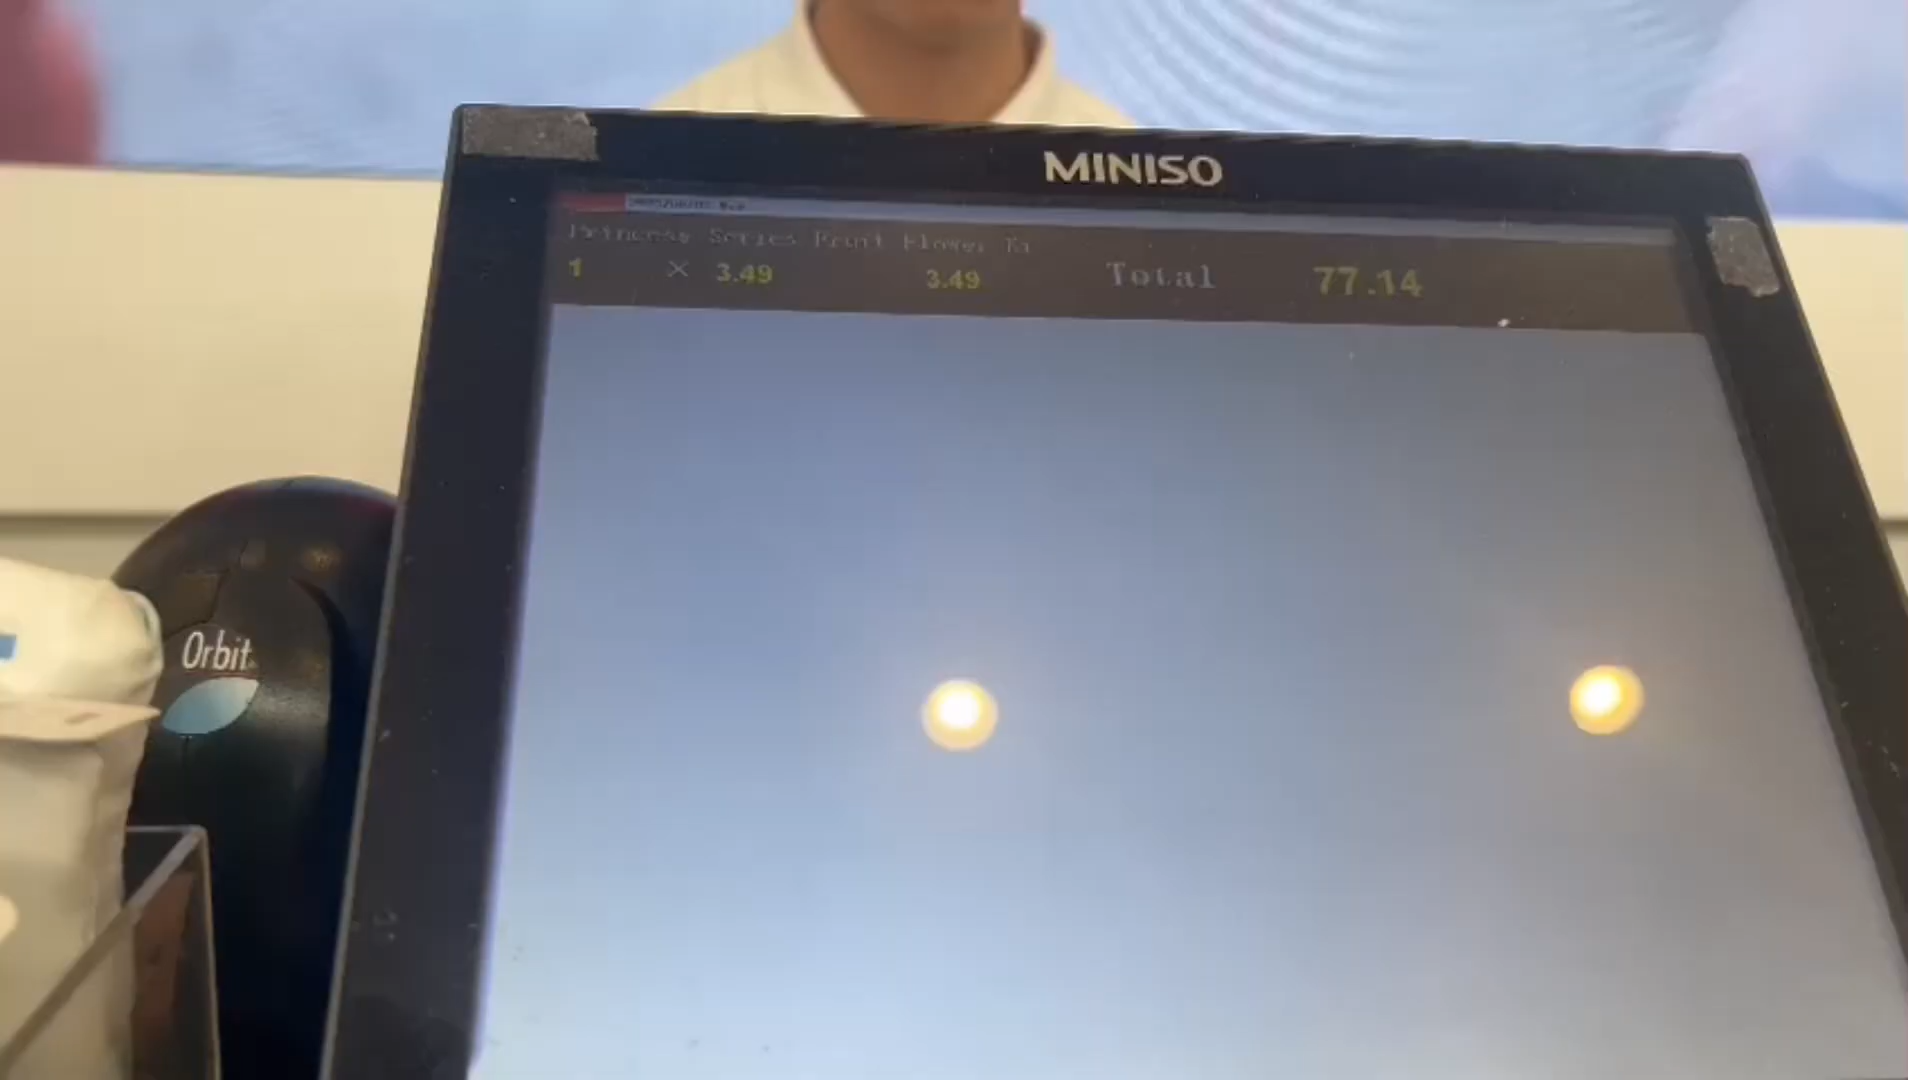 MINISO
Princess Series Fruit Flower
1 × 3.49 3.49 Total 77.14
Orbit